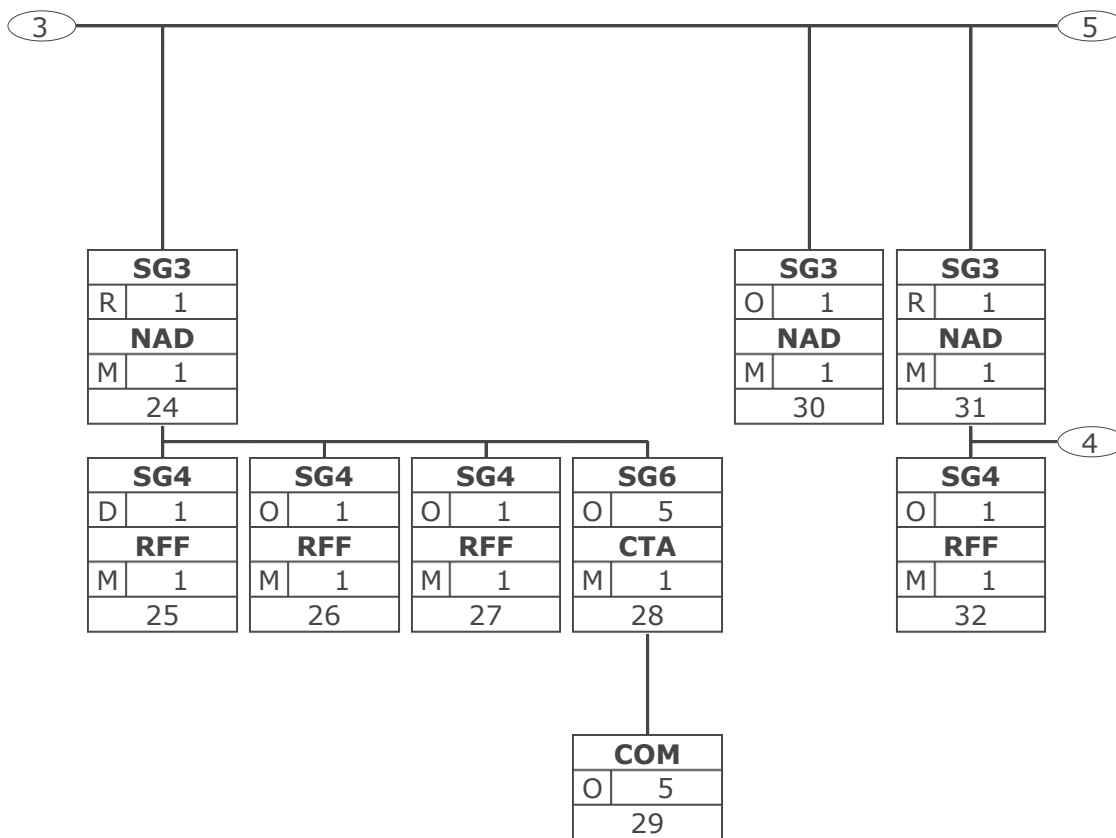 3 5
SG3 SG3 SG3
R 1 O 1 R 1
NAD NAD NAD
M 1 M 1 M 1
24 30 31
4
SG4 SG4 SG4 SG6 SG4
D 1 O 1 O 1 O 5 O 1
RFF RFF RFF CTA RFF
M 1 M 1 M 1 M 1 M 1
25 26 27 28 32
COM
O 5
29